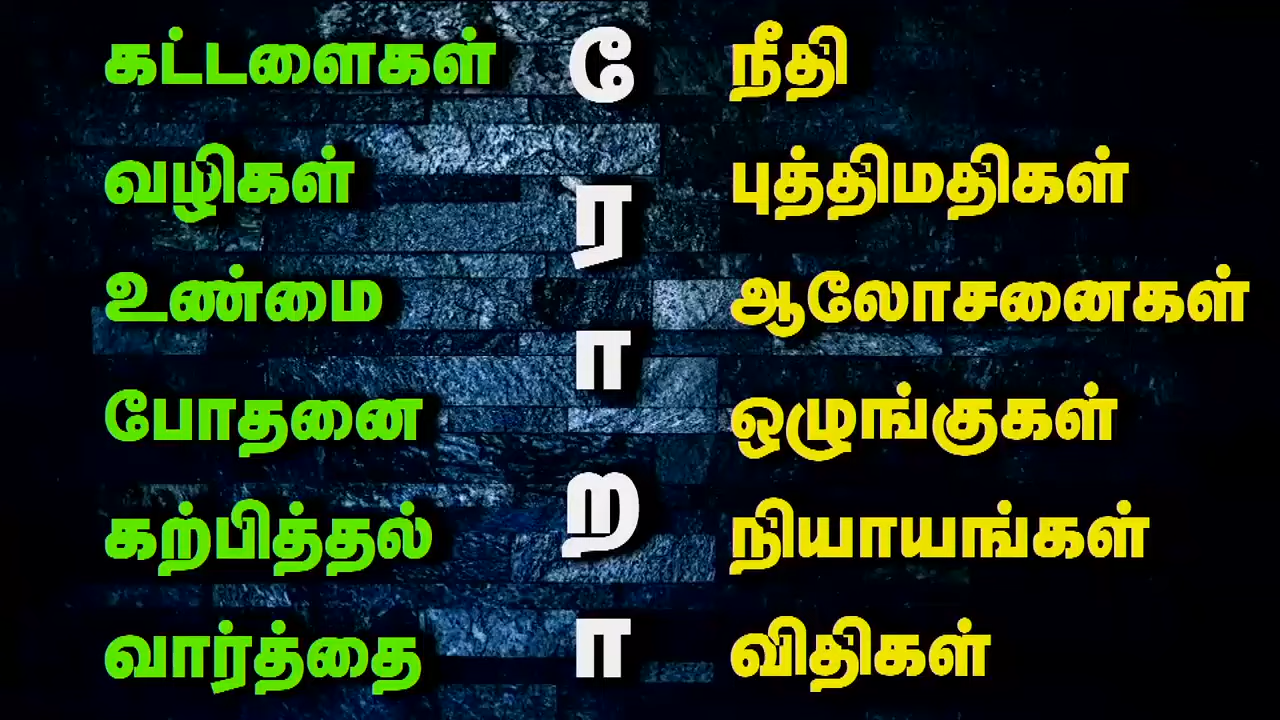 கட்டளைகள்
வழிகள்
உண்மை
போதனை
கற்பித்தல்
வார்த்தை
ே
ர
ா
ற
ா
நீதி
புத்திமதிகள்
ஆலோசனைகள்
ஒழுங்குகள்
நியாயங்கள்
விதிகள்